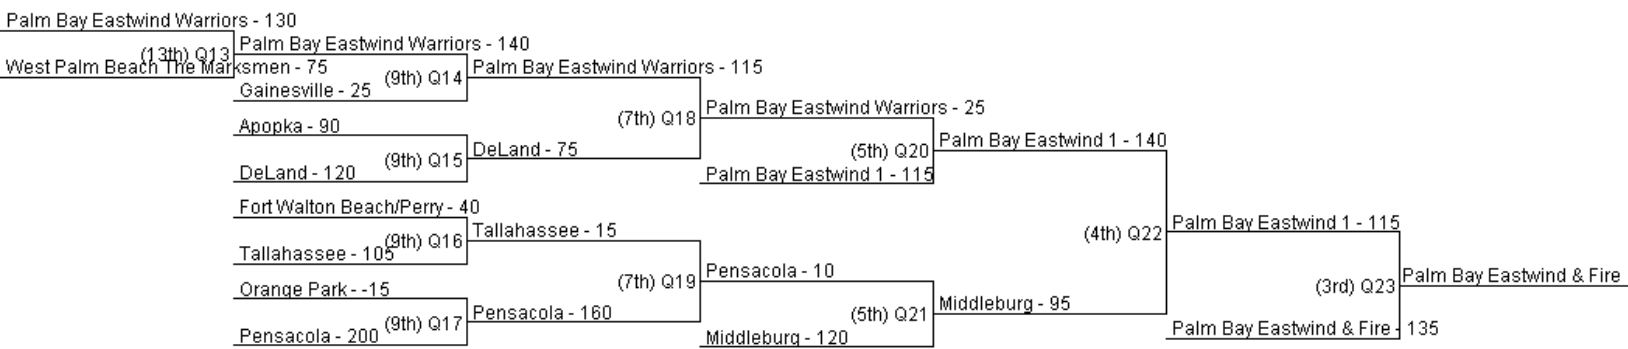 Palm Bay Eastwind Warriors - 130
(13th) Q13
West Palm Beach The Marksmen - 75
Palm Bay Eastwind Warriors - 140
(9th) Q14
Gainesville - 25
Apopka - 90
(9th) Q15
DeLand - 120
Fort Walton Beach/Perry - 40
(9th) Q16
Tallahassee - 105
Orange Park - -15
(9th) Q17
Pensacola - 200
Palm Bay Eastwind Warriors - 115
(7th) Q18
DeLand - 75
Tallahassee - 15
(7th) Q19
Pensacola - 160
Palm Bay Eastwind Warriors - 25
(5th) Q20
Palm Bay Eastwind 1 - 115
Pensacola - 10
(5th) Q21
Middleburg - 120
Palm Bay Eastwind 1 - 140
(4th) Q22
Middleburg - 95
Palm Bay Eastwind 1 - 115
(3rd) Q23
Palm Bay Eastwind & Fire - 135
Palm Bay Eastwind & Fire